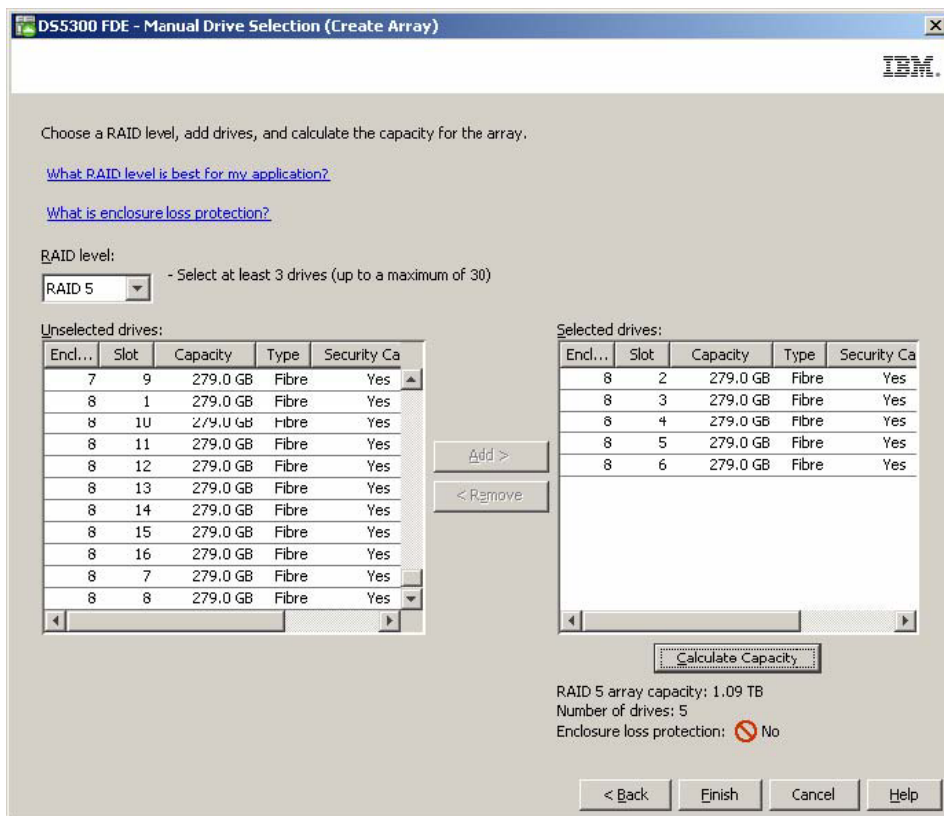 DS5300 FDE - Manual Drive Selection (Create Array)
IBM.
Choose a RAID level, add drives, and calculate the capacity for the array.
What RAID level is best for my application?
What is enclosure loss protection?
RAID level:
RAID 5
- Select at least 3 drives (up to a maximum of 30)
Unselected drives:
Encl... Slot Capacity Type Security Ca
7 9 279.0 GB Fibre Yes
8 1 279.0 GB Fibre Yes
8 10 279.0 GB Fibre Yes
8 11 279.0 GB Fibre Yes
8 12 279.0 GB Fibre Yes
8 13 279.0 GB Fibre Yes
8 14 279.0 GB Fibre Yes
8 15 279.0 GB Fibre Yes
8 16 279.0 GB Fibre Yes
8 7 279.0 GB Fibre Yes
8 8 279.0 GB Fibre Yes
Add >
< Remove
Selected drives:
Encl... Slot Capacity Type Security Ca
8 2 279.0 GB Fibre Yes
8 3 279.0 GB Fibre Yes
8 4 279.0 GB Fibre Yes
8 5 279.0 GB Fibre Yes
8 6 279.0 GB Fibre Yes
Calculate Capacity
RAID 5 array capacity: 1.09 TB
Number of drives: 5
Enclosure loss protection: No
< Back Finish Cancel Help